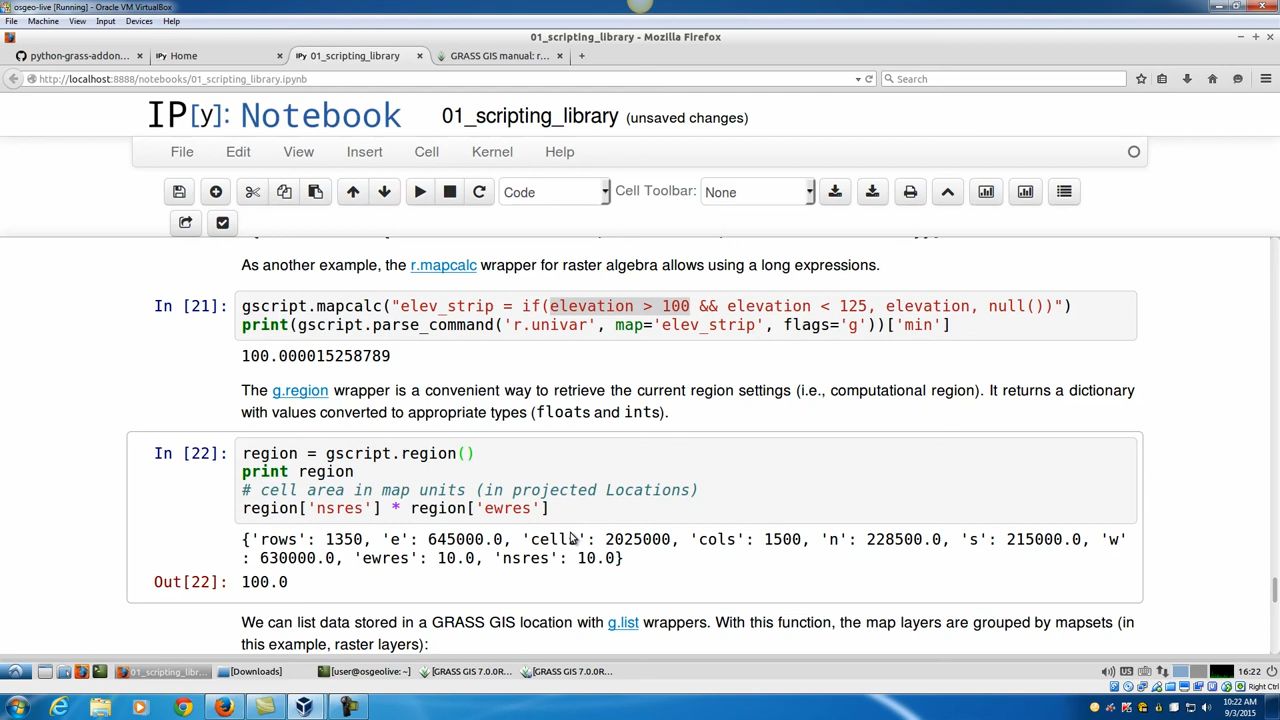 osgeo-live [Running] - Oracle VM VirtualBox
File Machine View Input Devices Help
01_scripting_library - Mozilla Firefox
python-grass-addon... × IPy Home × IPy 01_scripting_library × GRASS GIS manual: r... × +
http://localhost:8888/notebooks/01_scripting_library.ipynb Search
IP[y]: Notebook 01_scripting_library (unsaved changes)
File Edit View Insert Cell Kernel Help
Code Cell Toolbar: None
As another example, the r.mapcalc wrapper for raster algebra allows using a long expressions.
In [21]: gscript.mapcalc("elev_strip = if(elevation > 100 && elevation < 125, elevation, null())")
print(gscript.parse_command('r.univar', map='elev_strip', flags='g'))['min']
100.000015258789
The g.region wrapper is a convenient way to retrieve the current region settings (i.e., computational region). It returns a dictionary
with values converted to appropriate types (floats and ints).
In [22]: region = gscript.region()
print region
# cell area in map units (in projected Locations)
region['nsres'] * region['ewres']
{'rows': 1350, 'e': 645000.0, 'cells': 2025000, 'cols': 1500, 'n': 228500.0, 's': 215000.0, 'w'
: 630000.0, 'ewres': 10.0, 'nsres': 10.0}
Out[22]: 100.0
We can list data stored in a GRASS GIS location with g.list wrappers. With this function, the map layers are grouped by mapsets (in
this example, raster layers):
01_scripting_library... [Downloads] [user@osgeolive: ~] [GRASS GIS 7.0.0R... [GRASS GIS 7.0.0R... US 16:22
Right Ctrl
10:22 AM
9/3/2015